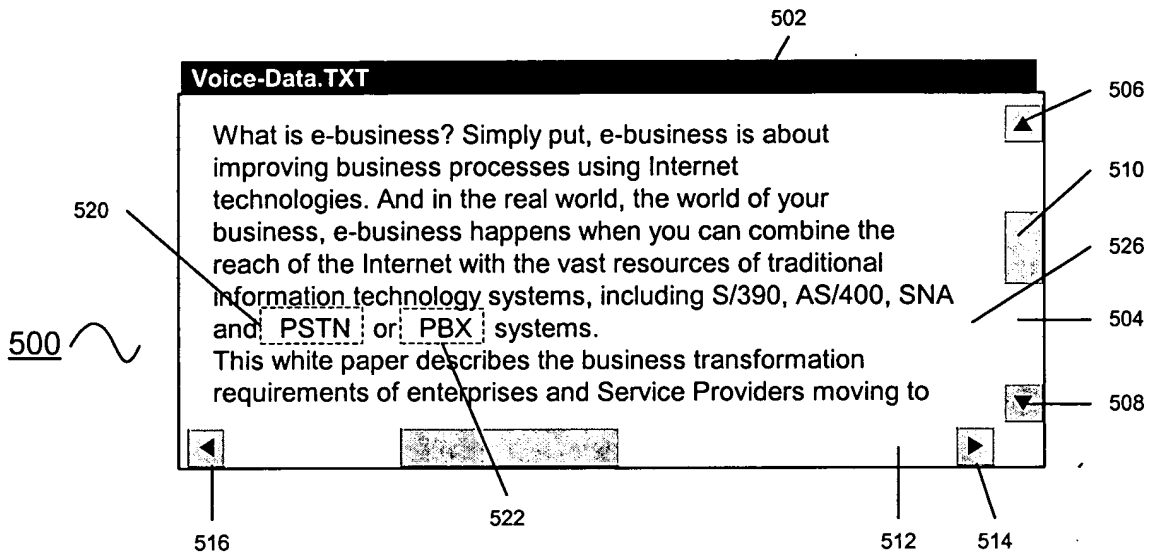 502
Voice-Data.TXT
506
What is e-business? Simply put, e-business is about
improving business processes using Internet
510
technologies. And in the real world, the world of your
520
business, e-business happens when you can combine the
526
reach of the Internet with the vast resources of traditional
information technology systems, including S/390, AS/400, SNA
504
and PSTN or PBX systems.
500
This white paper describes the business transformation
requirements of enterprises and Service Providers moving to
508
522
516
512
514